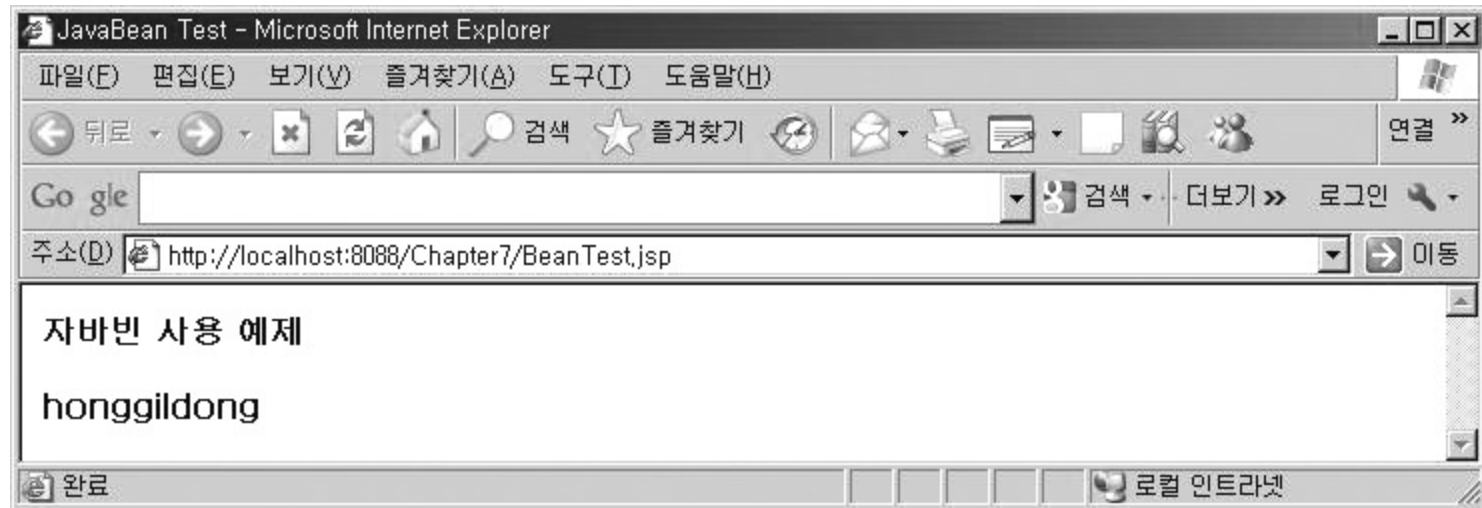 JavaBean Test - Microsoft Internet Explorer
파일(F) 편집(E) 보기(V) 즐겨찾기(A) 도구(T) 도움말(H)
뒤로 검색 즐겨찾기 연결 »
Go gle 검색 더보기 » 로그인
주소(D) http://localhost:8088/Chapter7/BeanTest.jsp 이동
자바빈 사용 예제
honggildong
완료 로컬 인트라넷